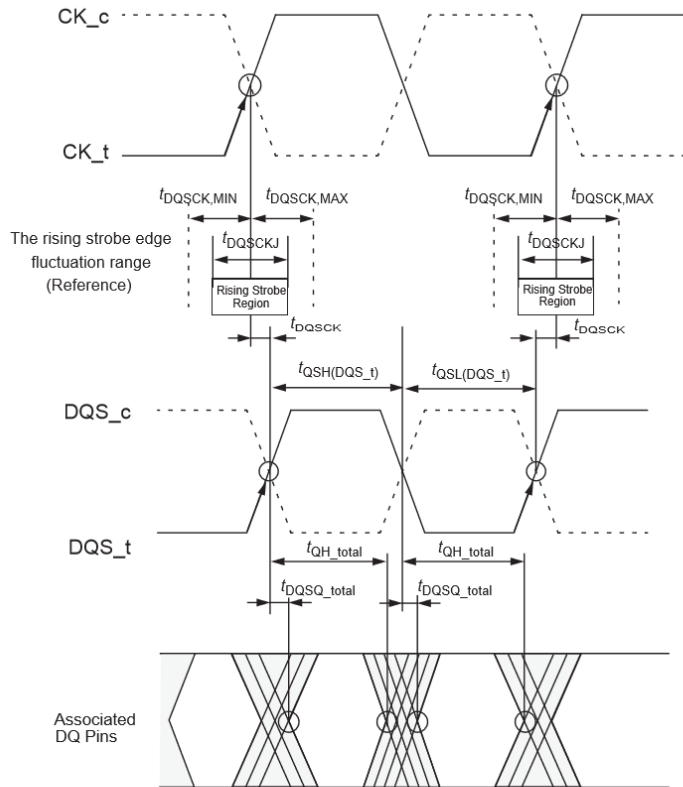 CK_c
CK_t
tDQSCK,MIN tDQSCK,MAX tDQSCK,MIN tDQSCK,MAX
The rising strobe edge
fluctuation range
(Reference)
tDQSCKJ tDQSCKJ
Rising Strobe
Region
Rising Strobe
Region
tDQSCK tDQSCK
tQSH(DQS_t) tQSL(DQS_t)
DQS_c
DQS_t
tQH_total tQH_total
tDQSQ_total tDQSQ_total
Associated
DQ Pins